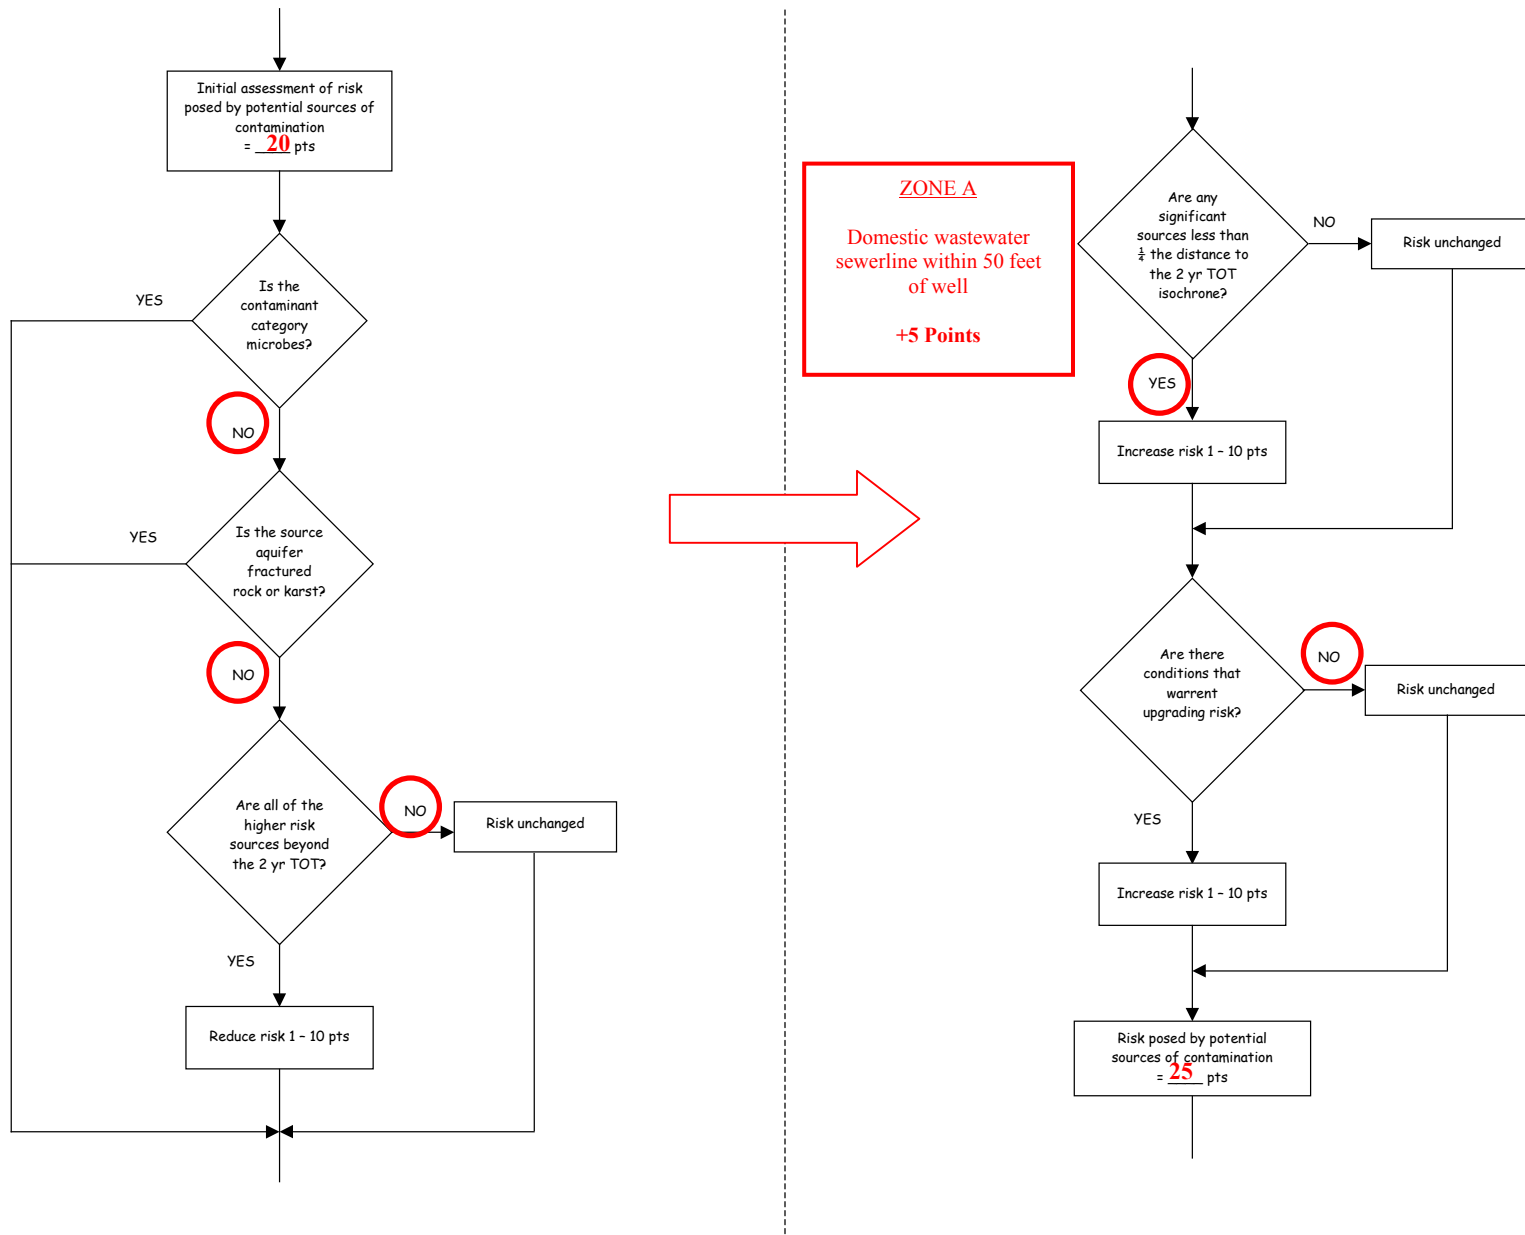 Initial assessment of risk
posed by potential sources of
contamination
= 20 pts
Is the
contaminant
category
microbes?
YES
NO
Is the source
aquifer
fractured
rock or karst?
YES
NO
Are all of the
higher risk
sources beyond
the 2 yr TOT?
NO
Risk unchanged
YES
Reduce risk 1 – 10 pts
ZONE A
Domestic wastewater
sewerline within 50 feet
of well
+5 Points
Are any
significant
sources less than
¼ the distance to
the 2 yr TOT
isochrone?
NO
Risk unchanged
YES
Increase risk 1 – 10 pts
Are there
conditions that
warrent
upgrading risk?
NO
Risk unchanged
YES
Increase risk 1 – 10 pts
Risk posed by potential
sources of contamination
= 25 pts